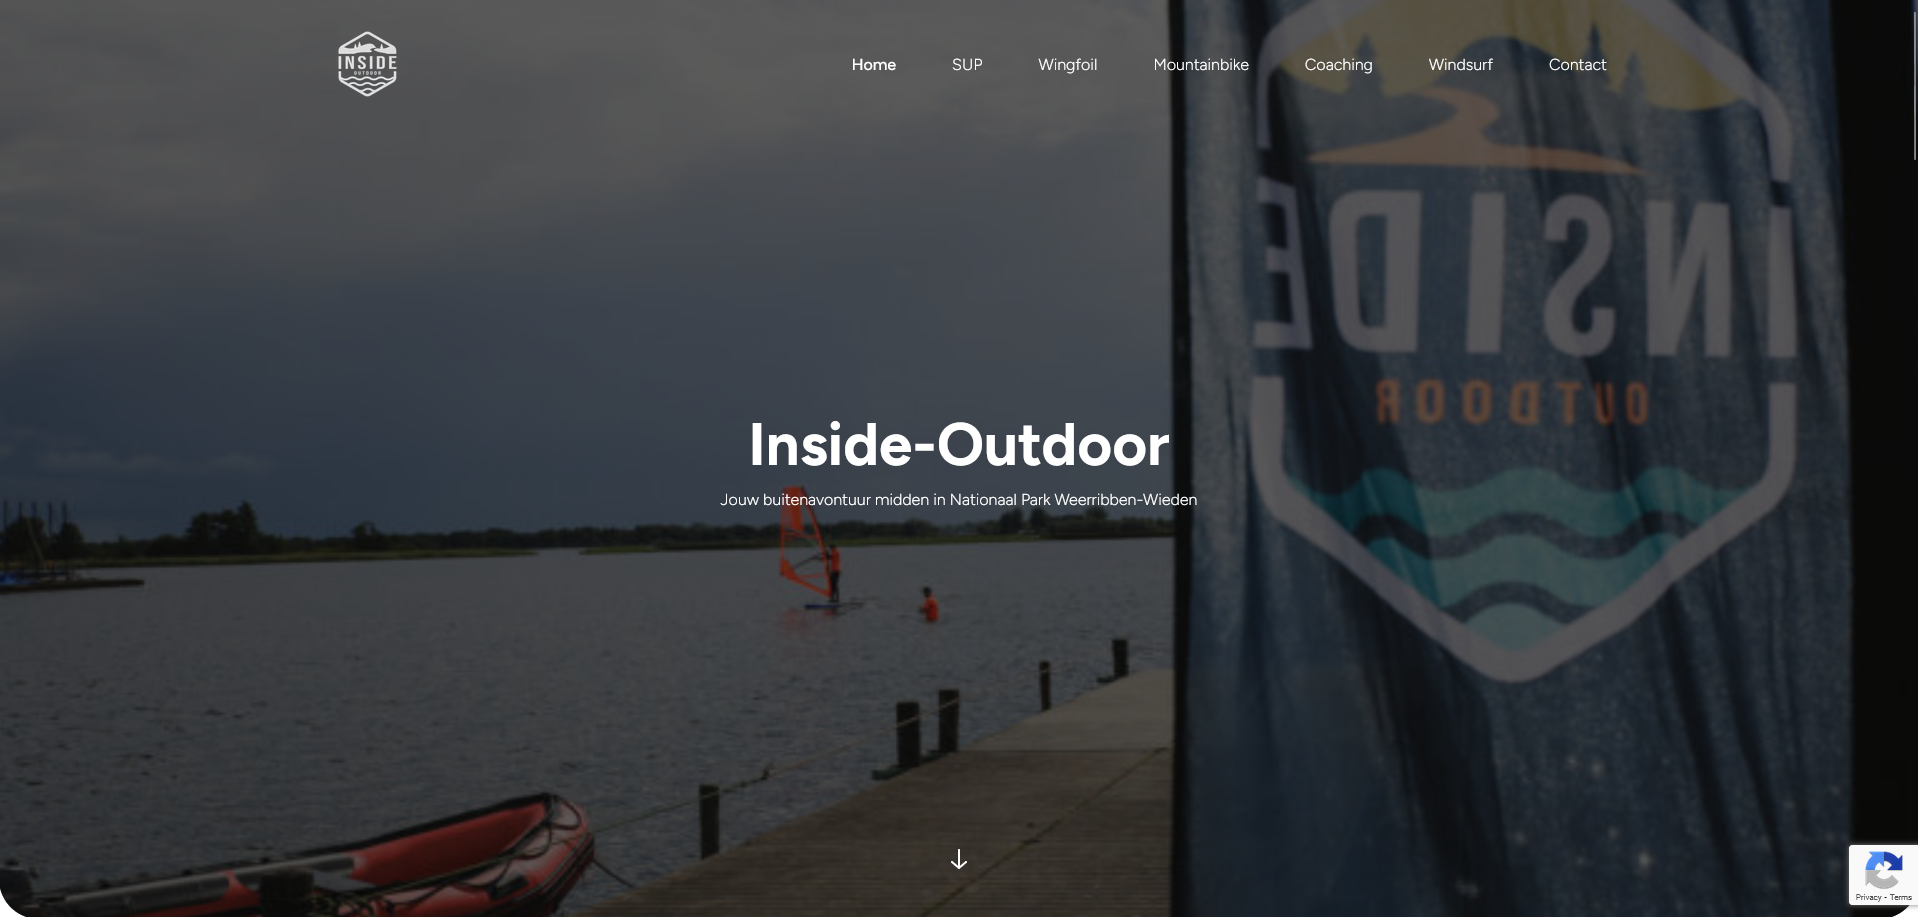 INSIDE
OUTDOOR
Home
SUP
Wingfoil
Mountainbike
Coaching
Windsurf
Contact
INSIDE
OUTDOOR
Inside-Outdoor
Jouw buitenavontuur midden in Nationaal Park Weerribben-Wieden
Privacy - Terms